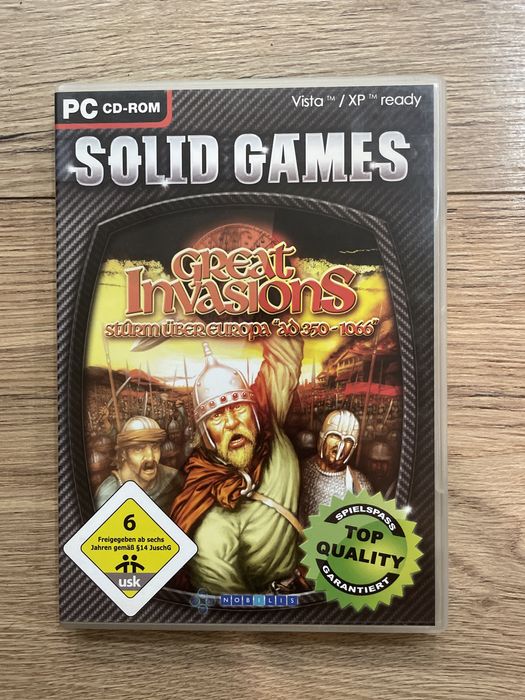 PC CD-ROM
Vista™ / XP™ ready
SOLID GAMES
GREAT
INVASIONS
STURM ÜBER EUROPA "AD 350-1066"
6
Freigegeben ab sechs
Jahren gemäß §14 JuschG
usk
SPIELSPASS
TOP
QUALITY
GARANTIERT
NOBILIS